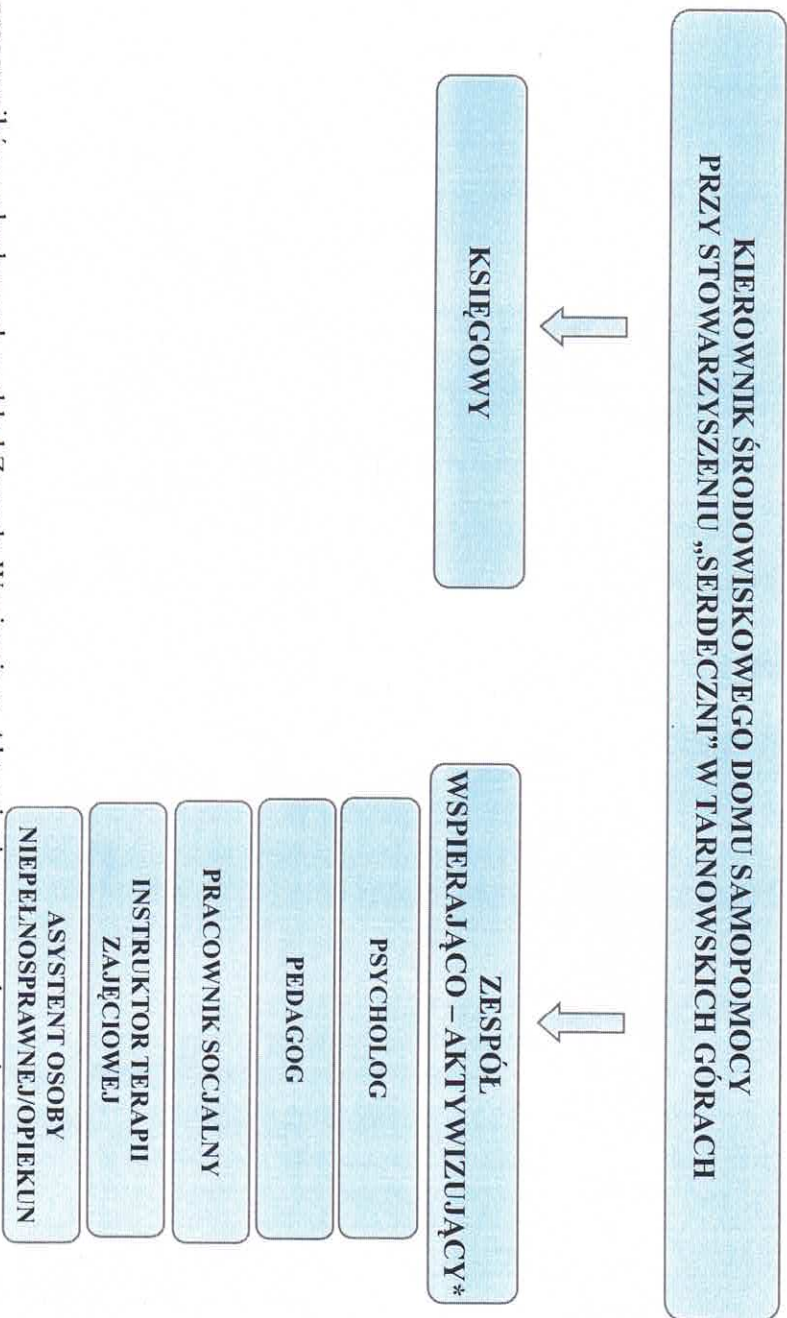 KIEROWNIK ŚRODOWISKOWEGO DOMU SAMOPOMOCY
PRZY STOWARZYSZENIU „SERDECZNI” W TARNOWSKICH GÓRACH
KSIĘGOWY
ZESPÓŁ
WSPIERAJĄCO – AKTYWIZUJĄCY*
PSYCHOLOG
PEDAGOG
PRACOWNIK SOCJALNY
INSTRUKTOR TERAPII
ZAJĘCIOWEJ
ASYSTENT OSOBY
NIEPEŁNOSPRAWNEJ/OPIEKUN